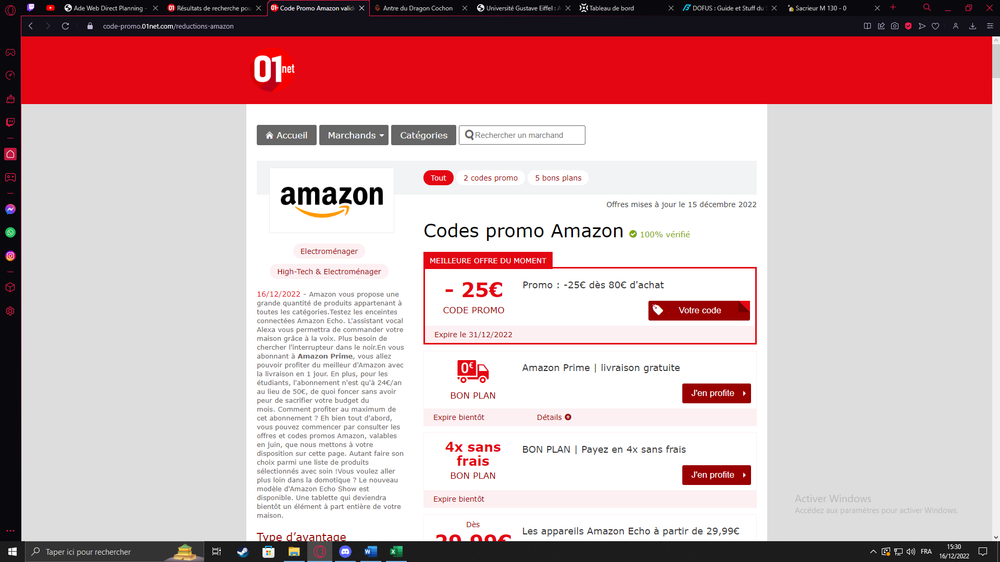 Ade Web Direct Planning -
Résultats de recherche pou
Code Promo Amazon valid
Antre du Dragon Cochon
Université Gustave Eiffel : A
Tableau de bord
DOFUS : Guide et Stuff du S
Sacrieur M 130 - 0
code-promo.01net.com/reductions-amazon
01net
Accueil
Marchands
Catégories
Rechercher un marchand
amazon
Tout
2 codes promo
5 bons plans
Offres mises à jour le 15 décembre 2022
Codes promo Amazon
100% vérifié
Electroménager
High-Tech & Electroménager
16/12/2022 - Amazon vous propose une
grande quantité de produits appartenant à
toutes les catégories.Testez les enceintes
connectées Amazon Echo. L'assistant vocal
Alexa vous permettra de commander votre
maison grâce à la voix. Plus besoin de
chercher l'interrupteur dans le noir.En vous
abonnant à Amazon Prime, vous allez
pouvoir profiter du meilleur d'Amazon avec
la livraison en 1 jour. En plus, pour les
étudiants, l'abonnement n'est qu'à 24€/an
au lieu de 50€, de quoi foncer sans avoir
peur de sacrifier votre budget du
mois. Comment profiter au maximum de
cet abonnement ? Eh bien tout d'abord,
vous pouvez commencer par consulter les
offres et codes promos Amazon, valables
en juin, que nous mettons à votre
disposition sur cette page. Autant faire son
choix parmi une liste de produits
sélectionnés avec soin !Vous voulez aller
plus loin dans la domotique ? Le nouveau
modèle d'Amazon Echo Show est
disponible. Une tablette qui deviendra
bientôt un élément à part entière de votre
maison.
Type d'avantage
MEILLEURE OFFRE DU MOMENT
- 25€
CODE PROMO
Promo : -25€ dès 80€ d'achat
Votre code
Expire le 31/12/2022
0€
BON PLAN
Amazon Prime | livraison gratuite
J'en profite
Expire bientôt
Détails
4x sans
frais
BON PLAN
BON PLAN | Payez en 4x sans frais
J'en profite
Expire bientôt
Dès
29,99€
Les appareils Amazon Echo à partir de 29,99€
Activer Windows
Accédez aux paramètres pour activer Windows.
Taper ici pour rechercher
FRA
15:30
16/12/2022